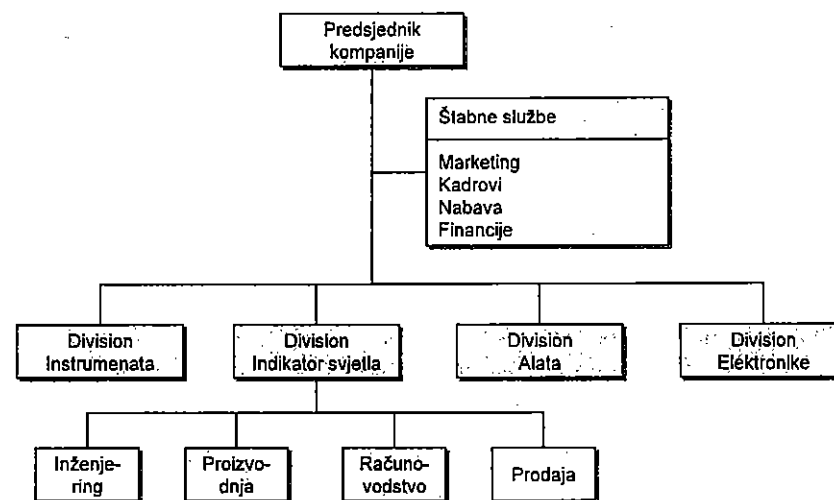 Predsjednik
kompanije
Štabne službe
Marketing
Kadrovi
Nabava
Financije
Division
Instrumenata
Division
Indikator svjetla
Division
Alata
Division
Elektronike
Inženje-
ring
Proizvo-
dnja
Računo-
vodstvo
Prodaja